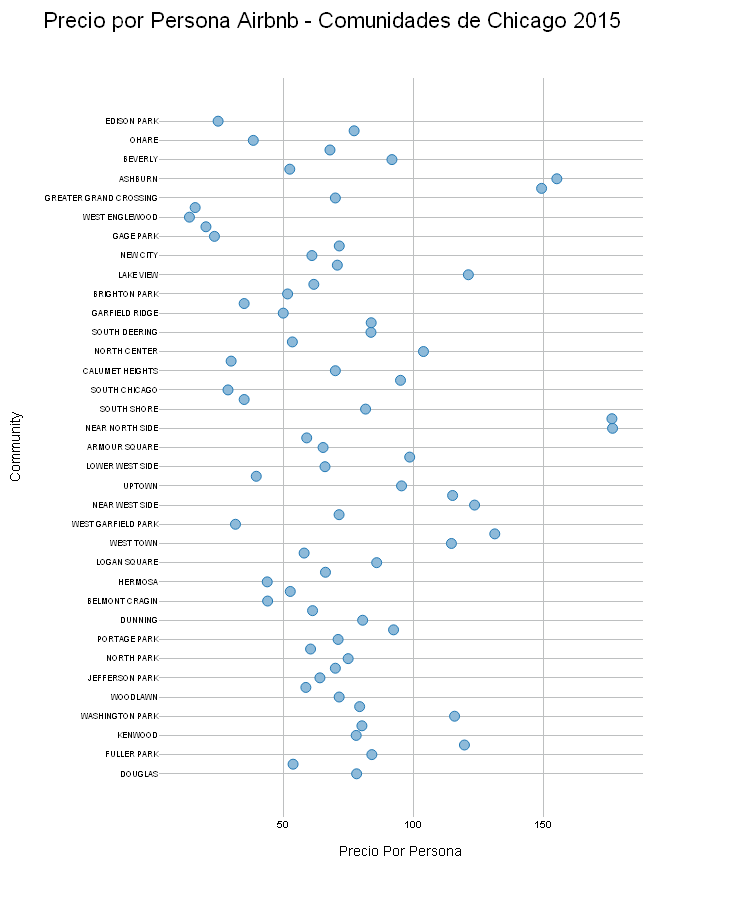 Precio por Persona Airbnb - Comunidades de Chicago 2015
EDISON PARK
OHARE
BEVERLY
ASHBURN
GREATER GRAND CROSSING
WEST ENGLEWOOD
GAGE PARK
NEW CITY
LAKE VIEW
BRIGHTON PARK
GARFIELD RIDGE
SOUTH DEERING
NORTH CENTER
CALUMET HEIGHTS
SOUTH CHICAGO
SOUTH SHORE
NEAR NORTH SIDE
ARMOUR SQUARE
LOWER WEST SIDE
UPTOWN
NEAR WEST SIDE
WEST GARFIELD PARK
WEST TOWN
LOGAN SQUARE
HERMOSA
BELMONT CRAGIN
DUNNING
PORTAGE PARK
NORTH PARK
JEFFERSON PARK
WOODLAWN
WASHINGTON PARK
KENWOOD
FULLER PARK
DOUGLAS
Community
50 100 150
Precio Por Persona